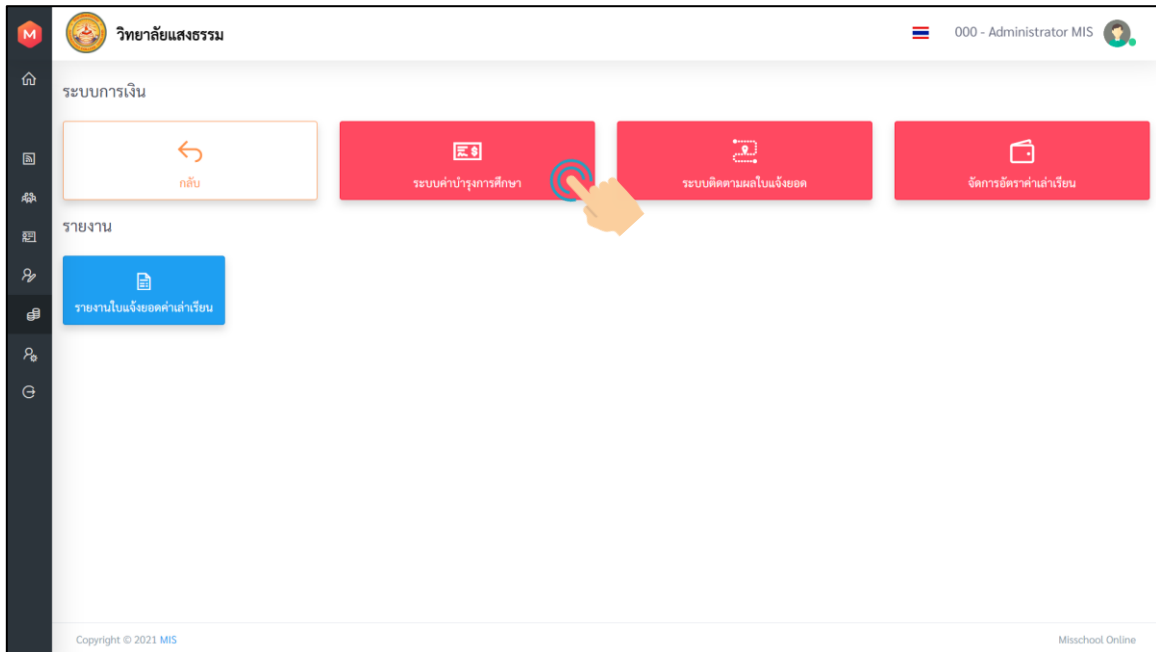 M
วิทยาลัยแสงธรรม
000 - Administrator MIS
ระบบการเงิน
กลับ
ระบบค่าบำรุงการศึกษา
ระบบติดตามผลใบแจ้งยอด
จัดการอัตราค่าเล่าเรียน
รายงาน
รายงานใบแจ้งยอดค่าเล่าเรียน
Copyright © 2021 MIS
Misschool Online